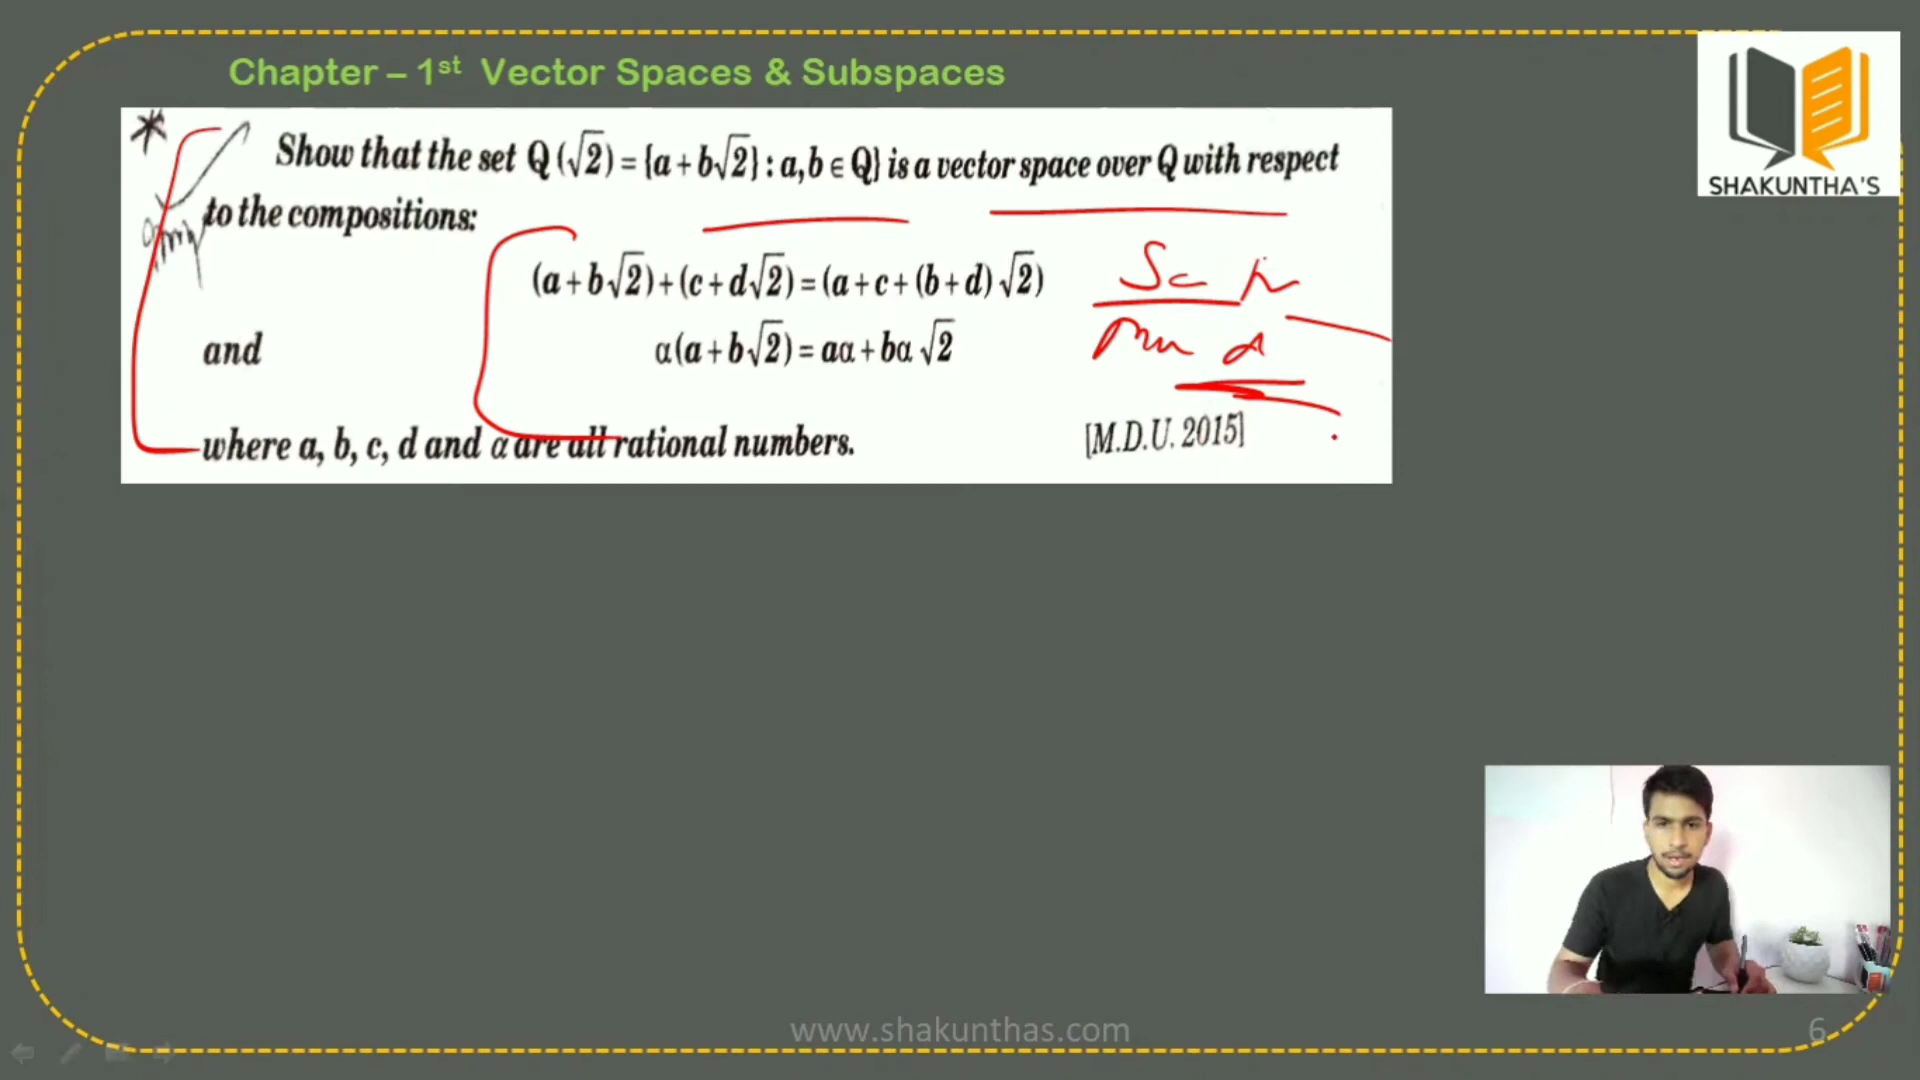 Chapter – 1st Vector Spaces & Subspaces
SHAKUNTHA'S
Show that the set Q (√2) = {a + b√2} : a, b ∈ Q} is a vector space over Q with respect
to the compositions:
(a + b√2) + (c + d√2) = (a + c + (b + d) √2)
and α(a + b√2) = aα + bα √2
where a, b, c, d and α are all rational numbers. [M.D.U. 2015]
www.shakunthas.com
6